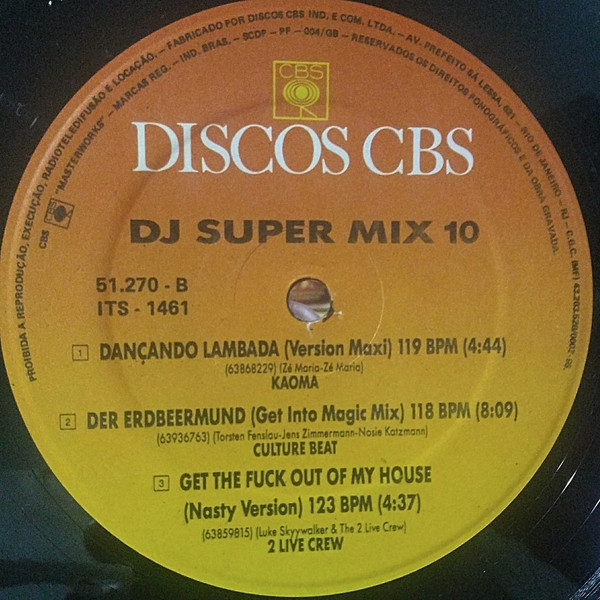 PROIBIDA A REPRODUÇÃO, EXECUÇÃO, RADIOTELEDIFUSÃO E LOCAÇÃO. - FABRICADO POR DISCOS CBS IND. E COM. LTDA. - AV. PREFEITO SÁ LESSA, 621 - RIO DE JANEIRO - RJ - C.G.C. (MF)
CBS "MASTERWORKS" - MARCAS REG. - IND. BRAS. - SCDP - PF - 004/GB - RESERVADOS OS DIREITOS FONOGRÁFICOS E DA OBRA GRAVADA.
CBS
DISCOS CBS
DJ SUPER MIX 10
51.270 - B
ITS - 1461
1 DANÇANDO LAMBADA (Version Maxi) 119 BPM (4:44)
(63868229) (Zé Maria-Zé Maria)
KAOMA
2 DER ERDBEERMUND (Get Into Magic Mix) 118 BPM (8:09)
(63936763) (Torsten Fenslau-Jens Zimmermann-Nosie Katzmann)
CULTURE BEAT
3 GET THE FUCK OUT OF MY HOUSE
(Nasty Version) 123 BPM (4:37)
(63859815) (Luke Skyywalker & The 2 Live Crew)
2 LIVE CREW